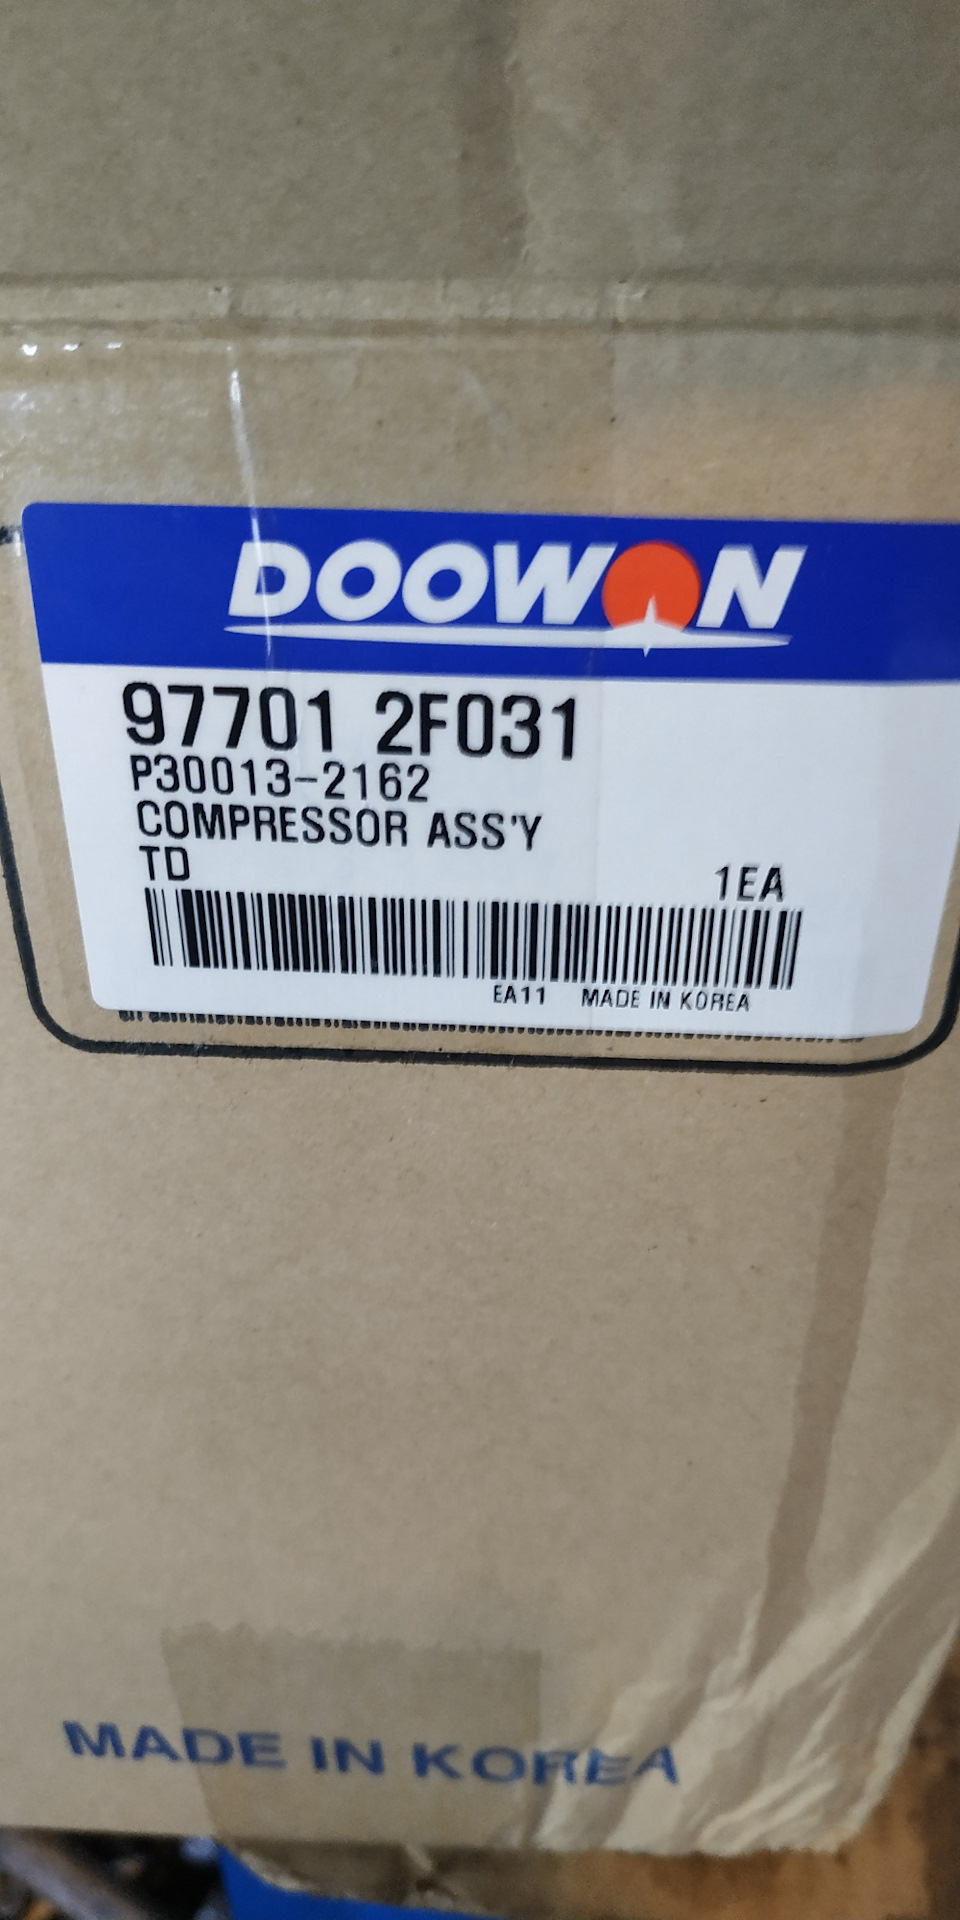 DOOWON
97701 2F031
P30013-2162
COMPRESSOR ASS'Y
TD 1EA
EA11 MADE IN KOREA
MADE IN KOREA